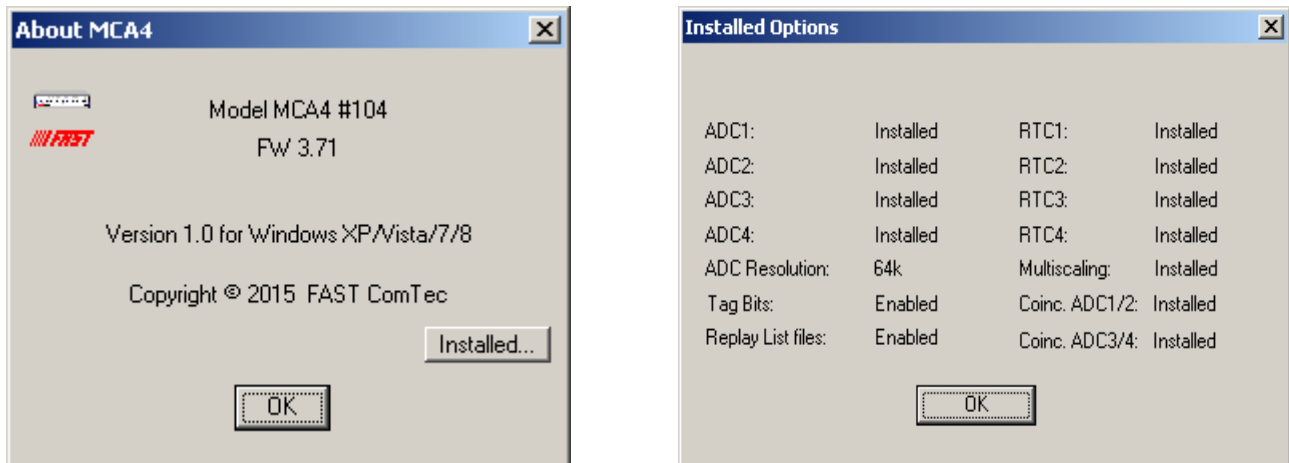 About MCA4
Model MCA4 #104
FAST
FW 3.71
Version 1.0 for Windows XP/Vista/7/8
Copyright © 2015 FAST ComTec
Installed...
OK
Installed Options
ADC1: Installed RTC1: Installed
ADC2: Installed RTC2: Installed
ADC3: Installed RTC3: Installed
ADC4: Installed RTC4: Installed
ADC Resolution: 64k Multiscaling: Installed
Tag Bits: Enabled Coinc. ADC1/2: Installed
Replay List files: Enabled Coinc. ADC3/4: Installed
OK